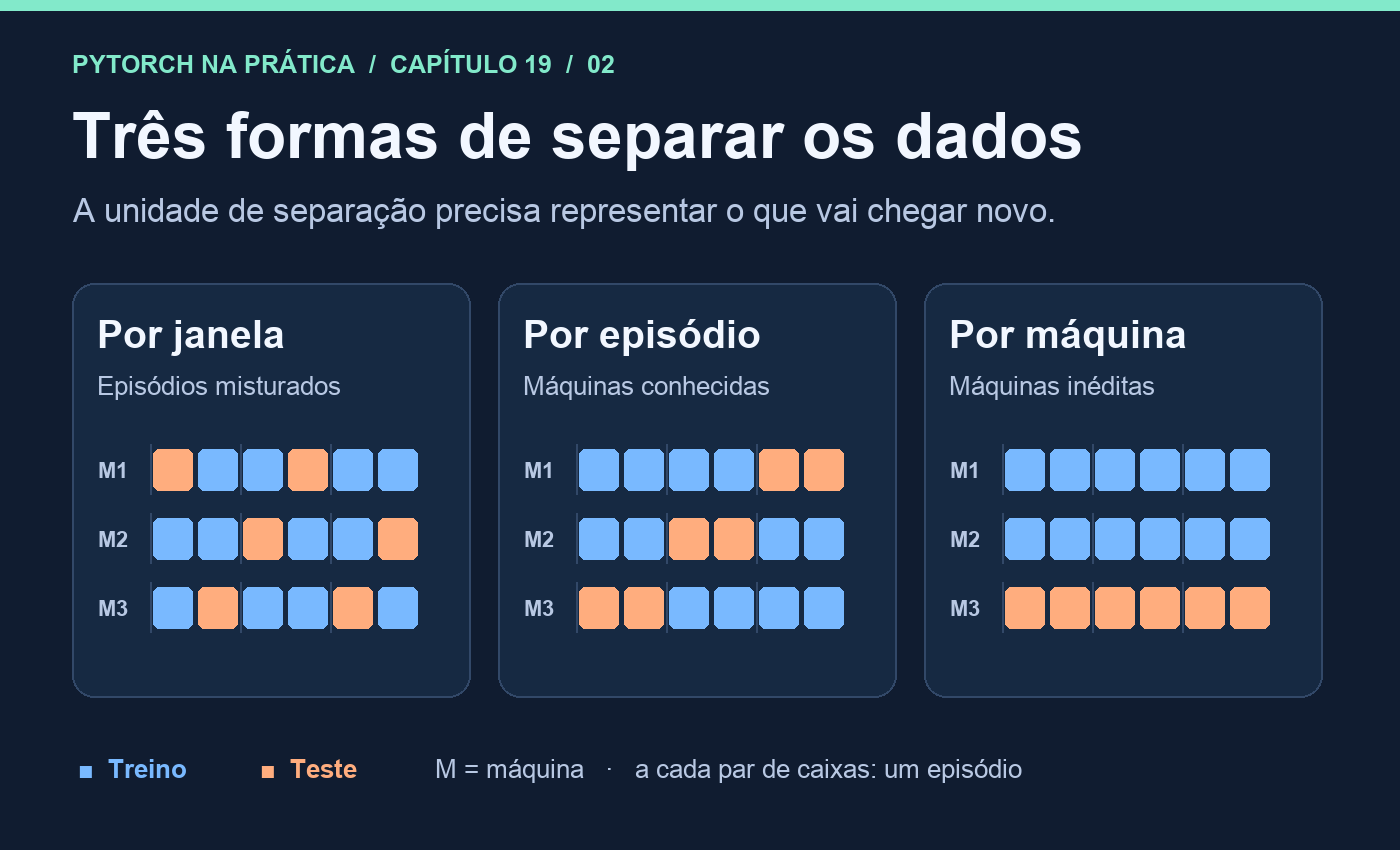 PYTORCH NA PRÁTICA / CAPÍTULO 19 / 02
Três formas de separar os dados
A unidade de separação precisa representar o que vai chegar novo.
Por janela
Episódios misturados
M1
M2
M3
Por episódio
Máquinas conhecidas
M1
M2
M3
Por máquina
Máquinas inéditas
M1
M2
M3
Treino
Teste
M = máquina · a cada par de caixas: um episódio